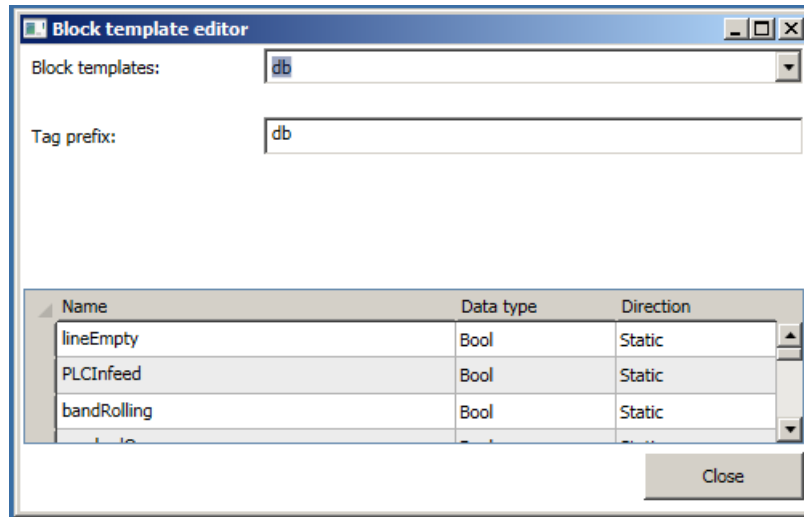 Block template editor
Block templates: db
Tag prefix: db
Name Data type Direction
lineEmpty Bool Static
PLCInfeed Bool Static
bandRolling Bool Static
Close